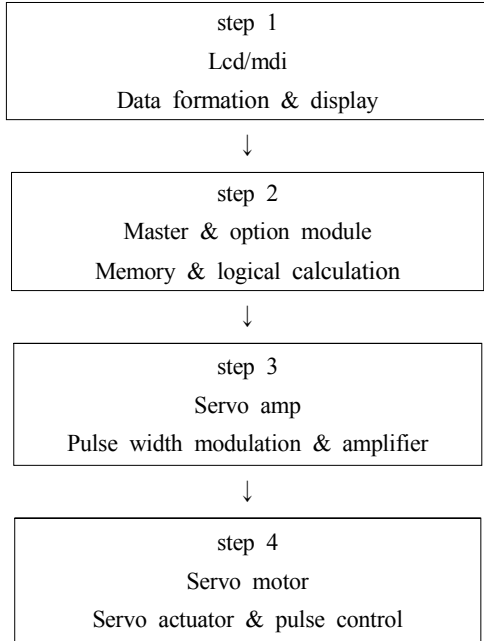 step 1
Lcd/mdi
Data formation & display
↓
step 2
Master & option module
Memory & logical calculation
↓
step 3
Servo amp
Pulse width modulation & amplifier
↓
step 4
Servo motor
Servo actuator & pulse control